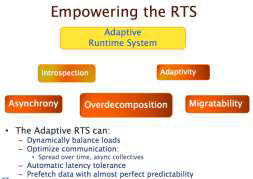 Empowering the RTS
Adaptive
Runtime System
Introspection
Adaptivity
Asynchrony
Overdecomposition
Migratability
• The Adaptive RTS can:
– Dynamically balance loads
– Optimize communication:
• Spread over time, async collectives
– Automatic latency tolerance
– Prefetch data with almost perfect predictability